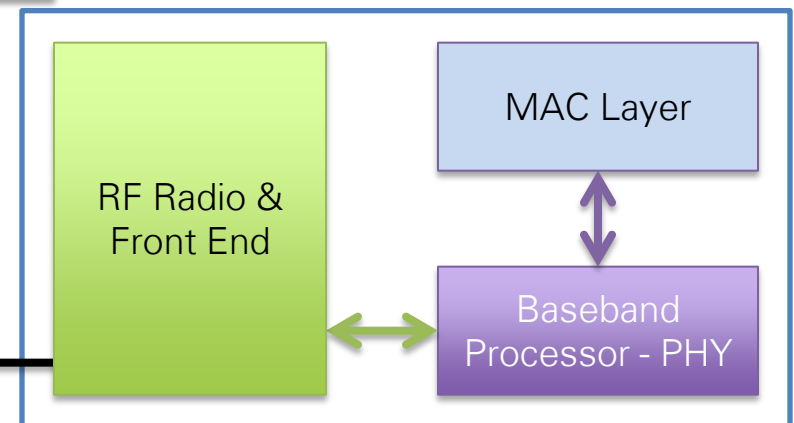 RF Radio &
Front End
MAC Layer
Baseband
Processor - PHY